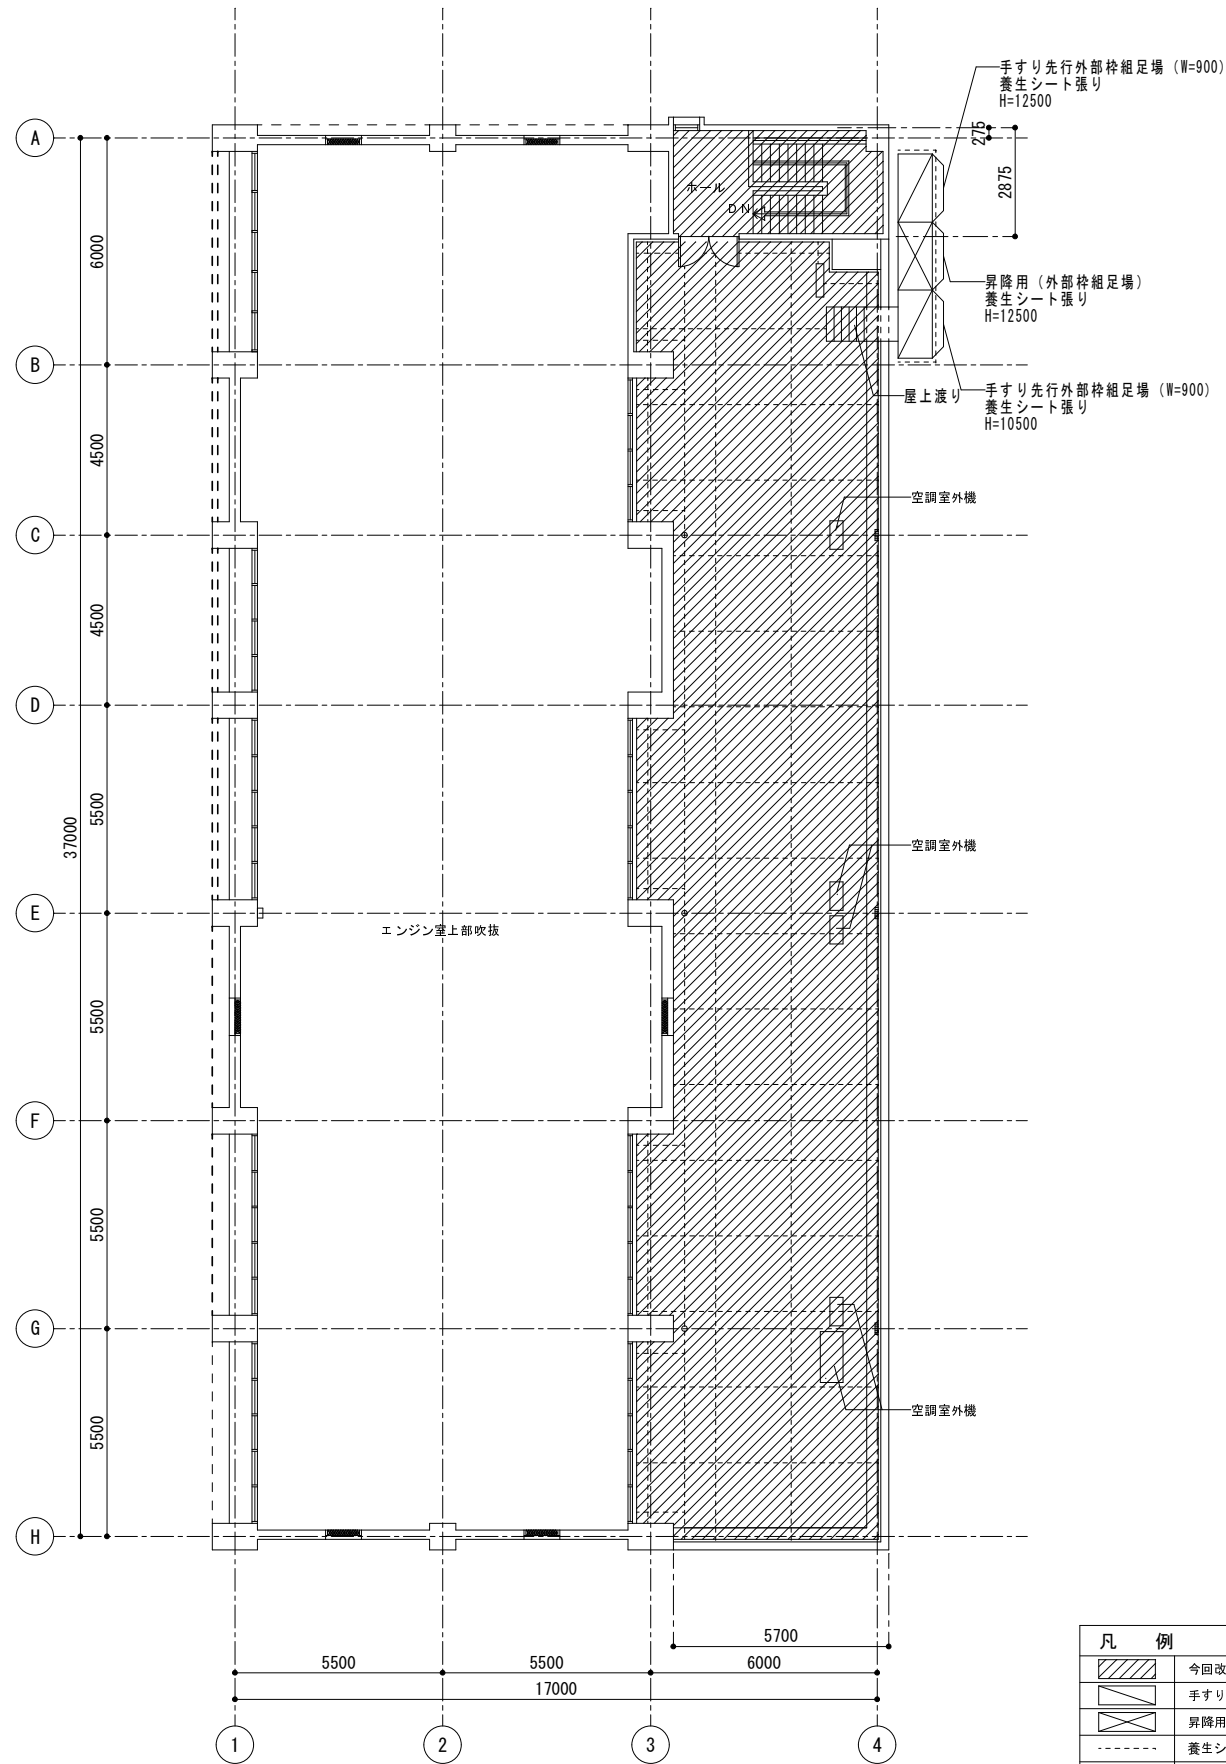 手すり先行外部枠組足場 (W=900)
養生シート張り
H=12500
A
275
2875
ホール
DN
6000
昇降用 (外部枠組足場)
養生シート張り
H=12500
B
屋上渡り
手すり先行外部枠組足場 (W=900)
養生シート張り
H=10500
4500
空調室外機
C
4500
D
5500
37000
空調室外機
E
エンジン室上部吹抜
5500
F
5500
G
空調室外機
5500
H
5700
5500
5500
6000
17000
1
2
3
4
凡 例
今回改
手すり
昇降用
養生シ